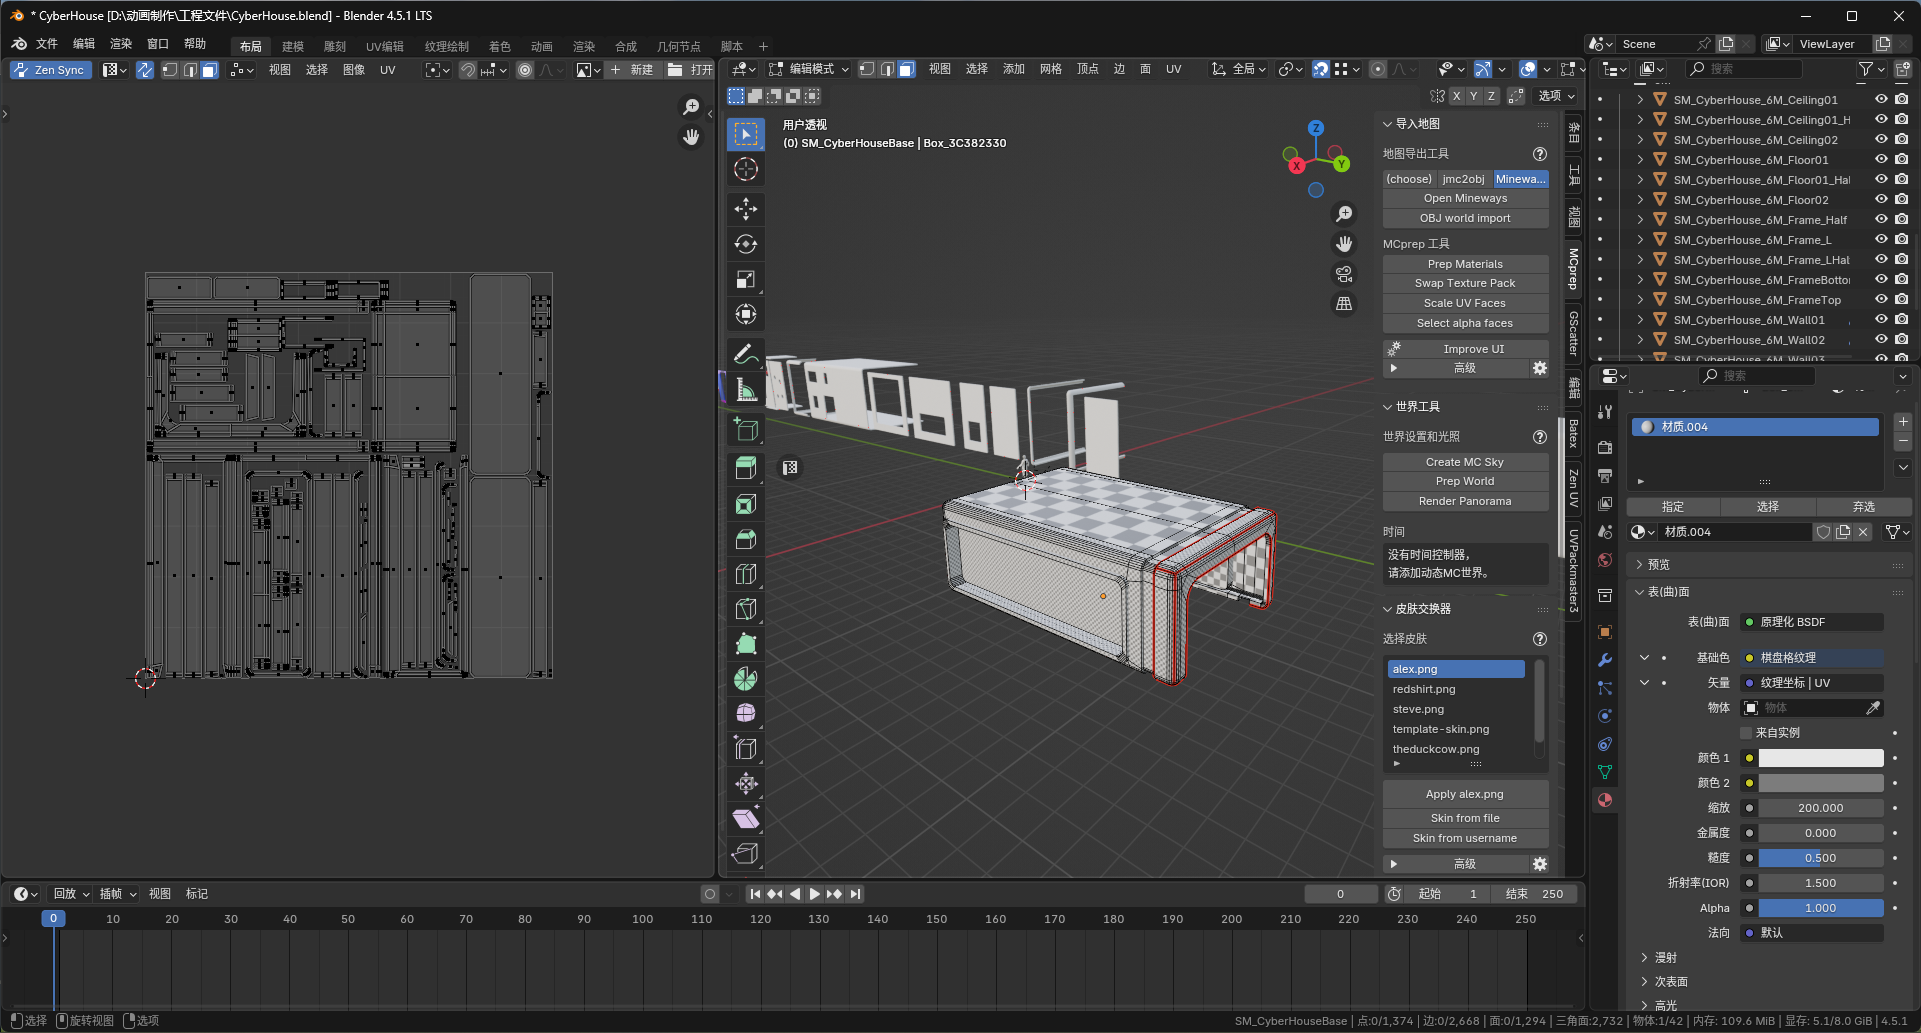 * CyberHouse [D:\动画制作\工程文件\CyberHouse.blend] - Blender 4.5.1 LTS
文件 编辑 渲染 窗口 帮助 布局 建模 雕刻 UV编辑 纹理绘制 着色 动画 渲染 合成 几何节点 脚本 + Scene ViewLayer
Zen Sync 视图 选择 图像 UV + 新建 打开
编辑模式 视图 选择 添加 网格 顶点 边 面 UV 全局
X Y Z 选项
用户透视
(0) SM_CyberHouseBase | Box_3C382330
Z
X
Y
导入地图
地图导出工具
(choose) jmc2obj Minewa...
Open Mineways
OBJ world import
MCprep 工具
Prep Materials
Swap Texture Pack
Scale UV Faces
Select alpha faces
Improve UI
高级
世界工具
世界设置和光照
Create MC Sky
Prep World
Render Panorama
时间
没有时间控制器，
请添加动态MC世界。
皮肤交换器
选择皮肤
alex.png
redshirt.png
steve.png
template-skin.png
theduckcow.png
Apply alex.png
Skin from file
Skin from username
高级
条目
工具
视图
MCprep
GScatter
编辑
Batex
Zen UV
UVPackmaster3
搜索
SM_CyberHouse_6M_Ceiling01
SM_CyberHouse_6M_Ceiling01_H
SM_CyberHouse_6M_Ceiling02
SM_CyberHouse_6M_Floor01
SM_CyberHouse_6M_Floor01_Hal
SM_CyberHouse_6M_Floor02
SM_CyberHouse_6M_Frame_Half
SM_CyberHouse_6M_Frame_L
SM_CyberHouse_6M_Frame_LHal
SM_CyberHouse_6M_FrameBottor
SM_CyberHouse_6M_FrameTop
SM_CyberHouse_6M_Wall01
SM_CyberHouse_6M_Wall02
SM_CyberHouse_6M_Wall03
搜索
材质.004
指定 选择 弃选
材质.004
预览
表(曲)面
表(曲)面 原理化 BSDF
基础色 棋盘格纹理
矢量 纹理坐标 | UV
物体 物体
来自实例
颜色 1
颜色 2
缩放 200.000
金属度 0.000
糙度 0.500
折射率(IOR) 1.500
Alpha 1.000
法向 默认
漫射
次表面
高光
回放 插帧 视图 标记 0 起始 1 结束 250
0 10 20 30 40 50 60 70 80 90 100 110 120 130 140 150 160 170 180 190 200 210 220 230 240 250
选择 旋转视图 选项
SM_CyberHouseBase | 点:0/1,374 | 边:0/2,668 | 面:0/1,294 | 三角面:2,732 | 物体:1/42 | 内存: 109.6 MiB | 显存: 5.1/8.0 GiB | 4.5.1